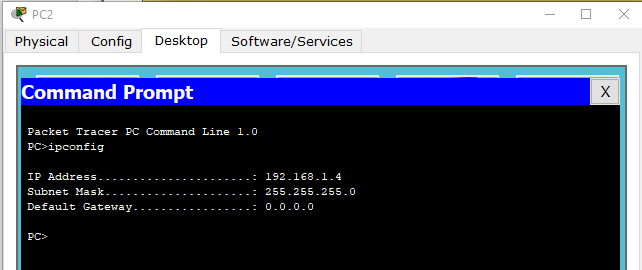 PC2
Physical Config Desktop Software/Services
Command Prompt X
Packet Tracer PC Command Line 1.0
PC>ipconfig
IP Address......................: 192.168.1.4
Subnet Mask.....................: 255.255.255.0
Default Gateway.................: 0.0.0.0
PC>